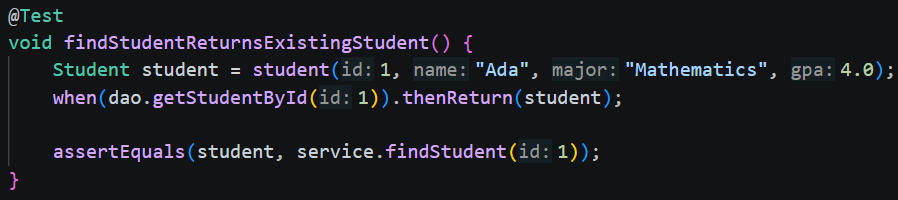 @Test
void findStudentReturnsExistingStudent() {
    Student student = student(id: 1, name: "Ada", major: "Mathematics", gpa: 4.0);
    when(dao.getStudentById(id: 1)).thenReturn(student);

    assertEquals(student, service.findStudent(id: 1));
}